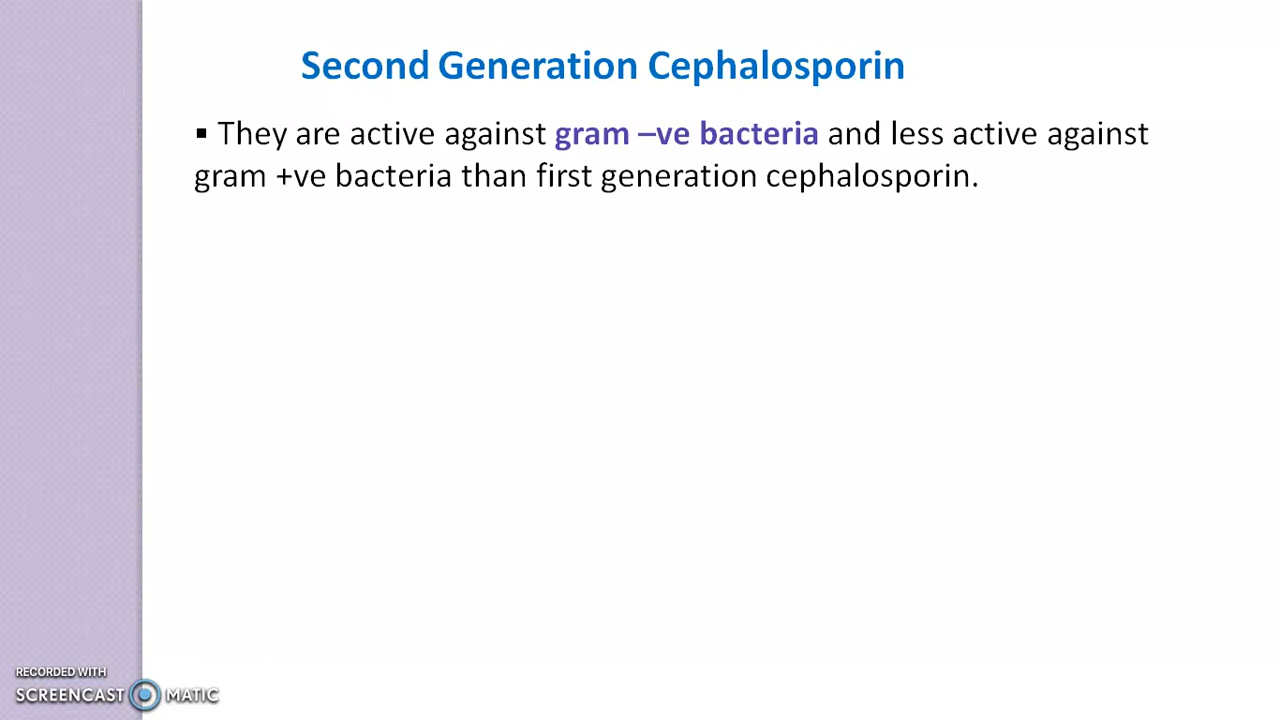 Second Generation Cephalosporin
▪ They are active against gram –ve bacteria and less active against
gram +ve bacteria than first generation cephalosporin.
RECORDED WITH
SCREENCAST MATIC